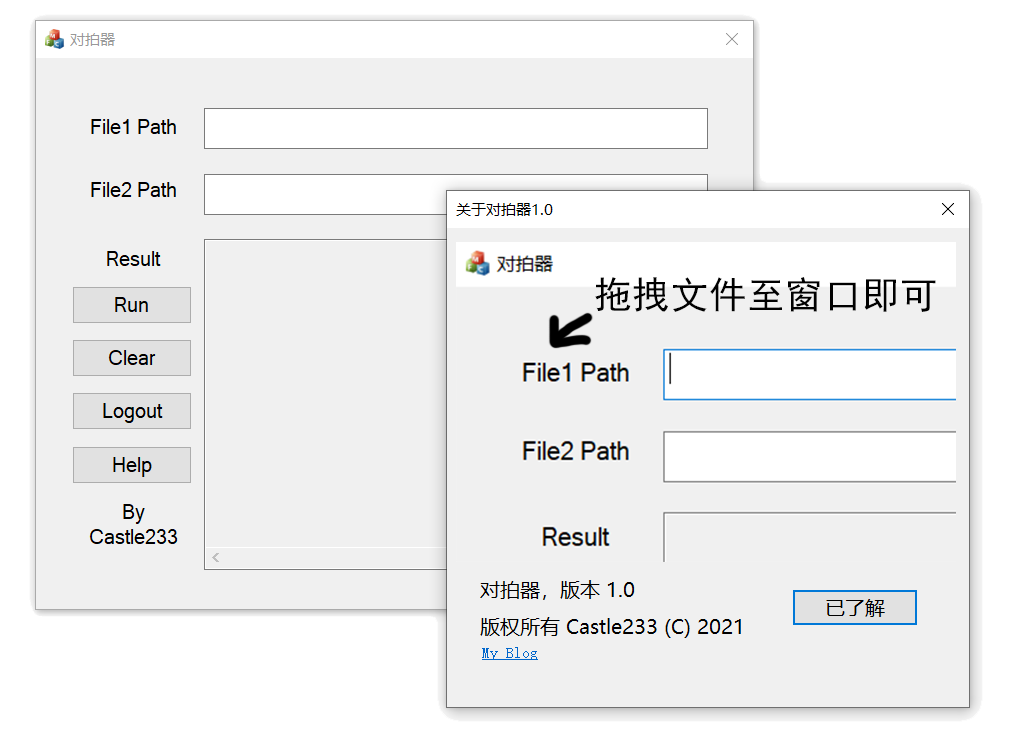 对拍器
File1 Path
File2 Path
Result
Run
Clear
Logout
Help
By
Castle233
关于对拍器1.0
对拍器
拖拽文件至窗口即可
File1 Path
File2 Path
Result
对拍器，版本 1.0
版权所有 Castle233 (C) 2021
My Blog
已了解